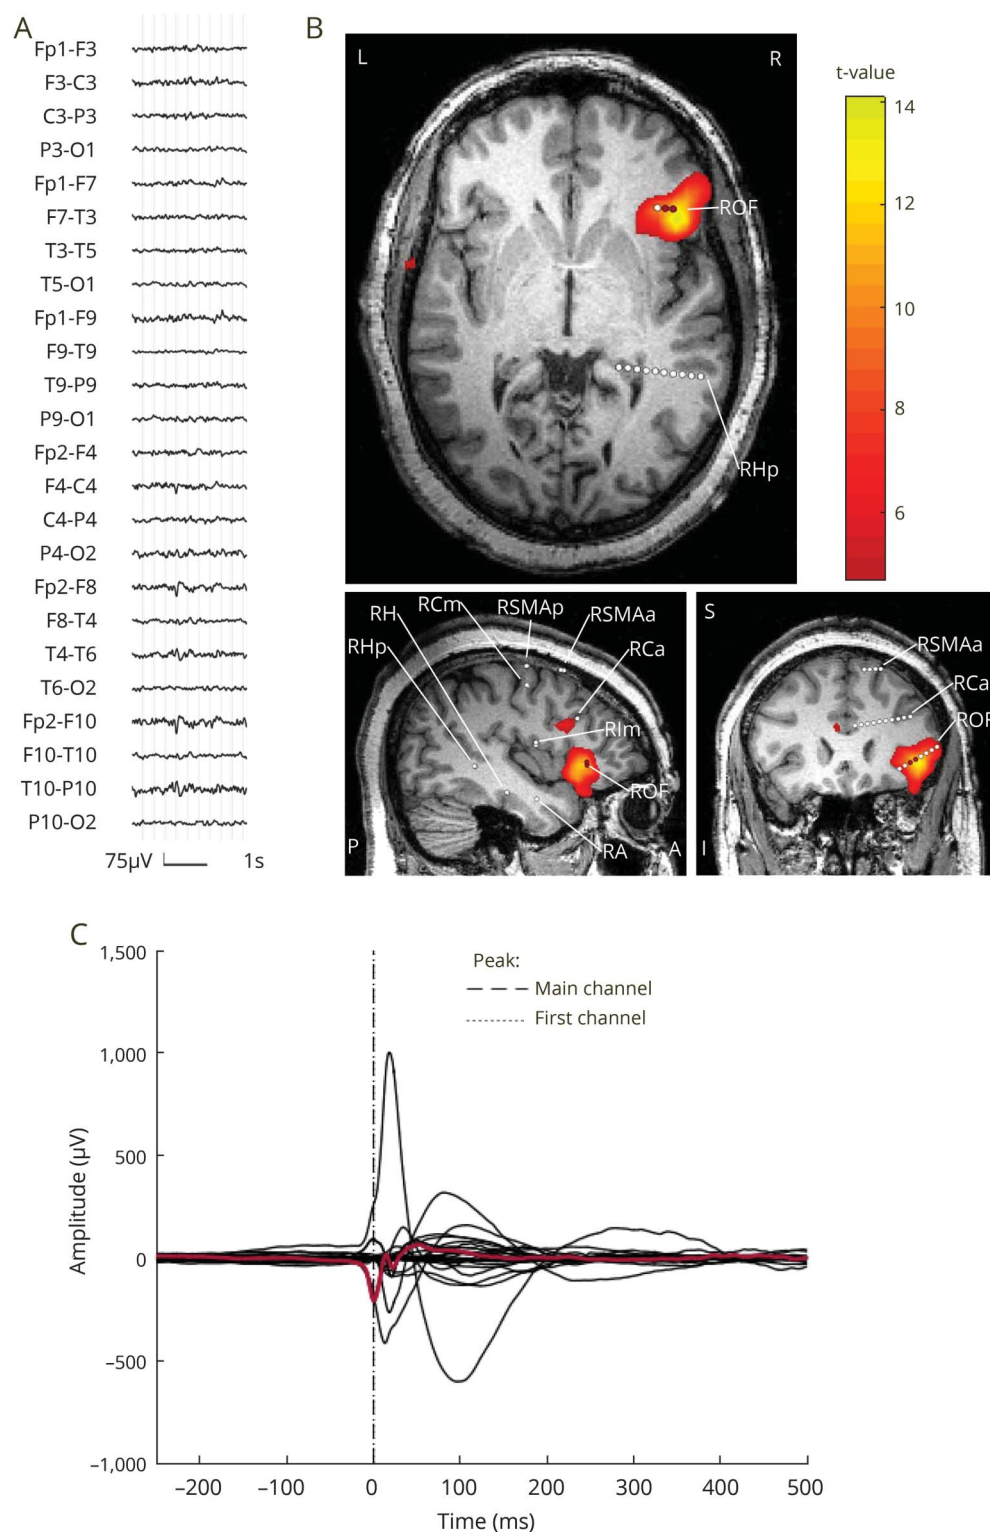 A
Fp1-F3
F3-C3
C3-P3
P3-O1
Fp1-F7
F7-T3
T3-T5
T5-O1
Fp1-F9
F9-T9
T9-P9
P9-O1
Fp2-F4
F4-C4
C4-P4
P4-O2
Fp2-F8
F8-T4
T4-T6
T6-O2
Fp2-F10
F10-T10
T10-P10
P10-O2
75µV 1s
B
L R
ROF
RHp
t-value
14
12
10
8
6
RCm RSMAp RSMAa
RH
RHp
RCa
RIm
ROF
RA
P A
S
RSMAa
RCa
ROF
I
C
Peak:
Main channel
First channel
Amplitude (µV)
1,500
1,000
500
0
−500
−1,000
−200 −100 0 100 200 300 400 500
Time (ms)